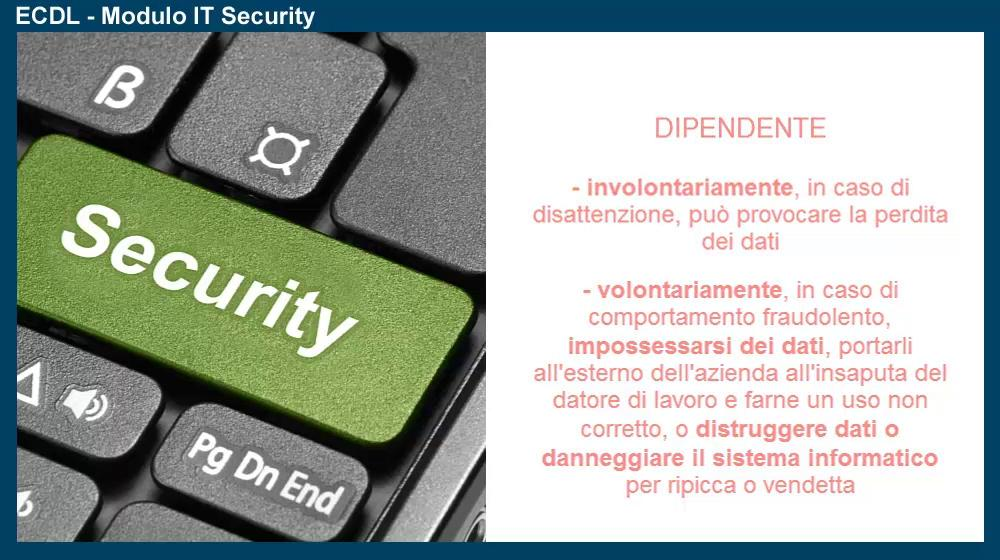 ECDL - Modulo IT Security
β
¤
Security
Pg Dn End
DIPENDENTE
- involontariamente, in caso di
disattenzione, può provocare la perdita
dei dati
- volontariamente, in caso di
comportamento fraudolento,
impossessarsi dei dati, portarli
all'esterno dell'azienda all'insaputa del
datore di lavoro e farne un uso non
corretto, o distruggere dati o
danneggiare il sistema informatico
per ripicca o vendetta